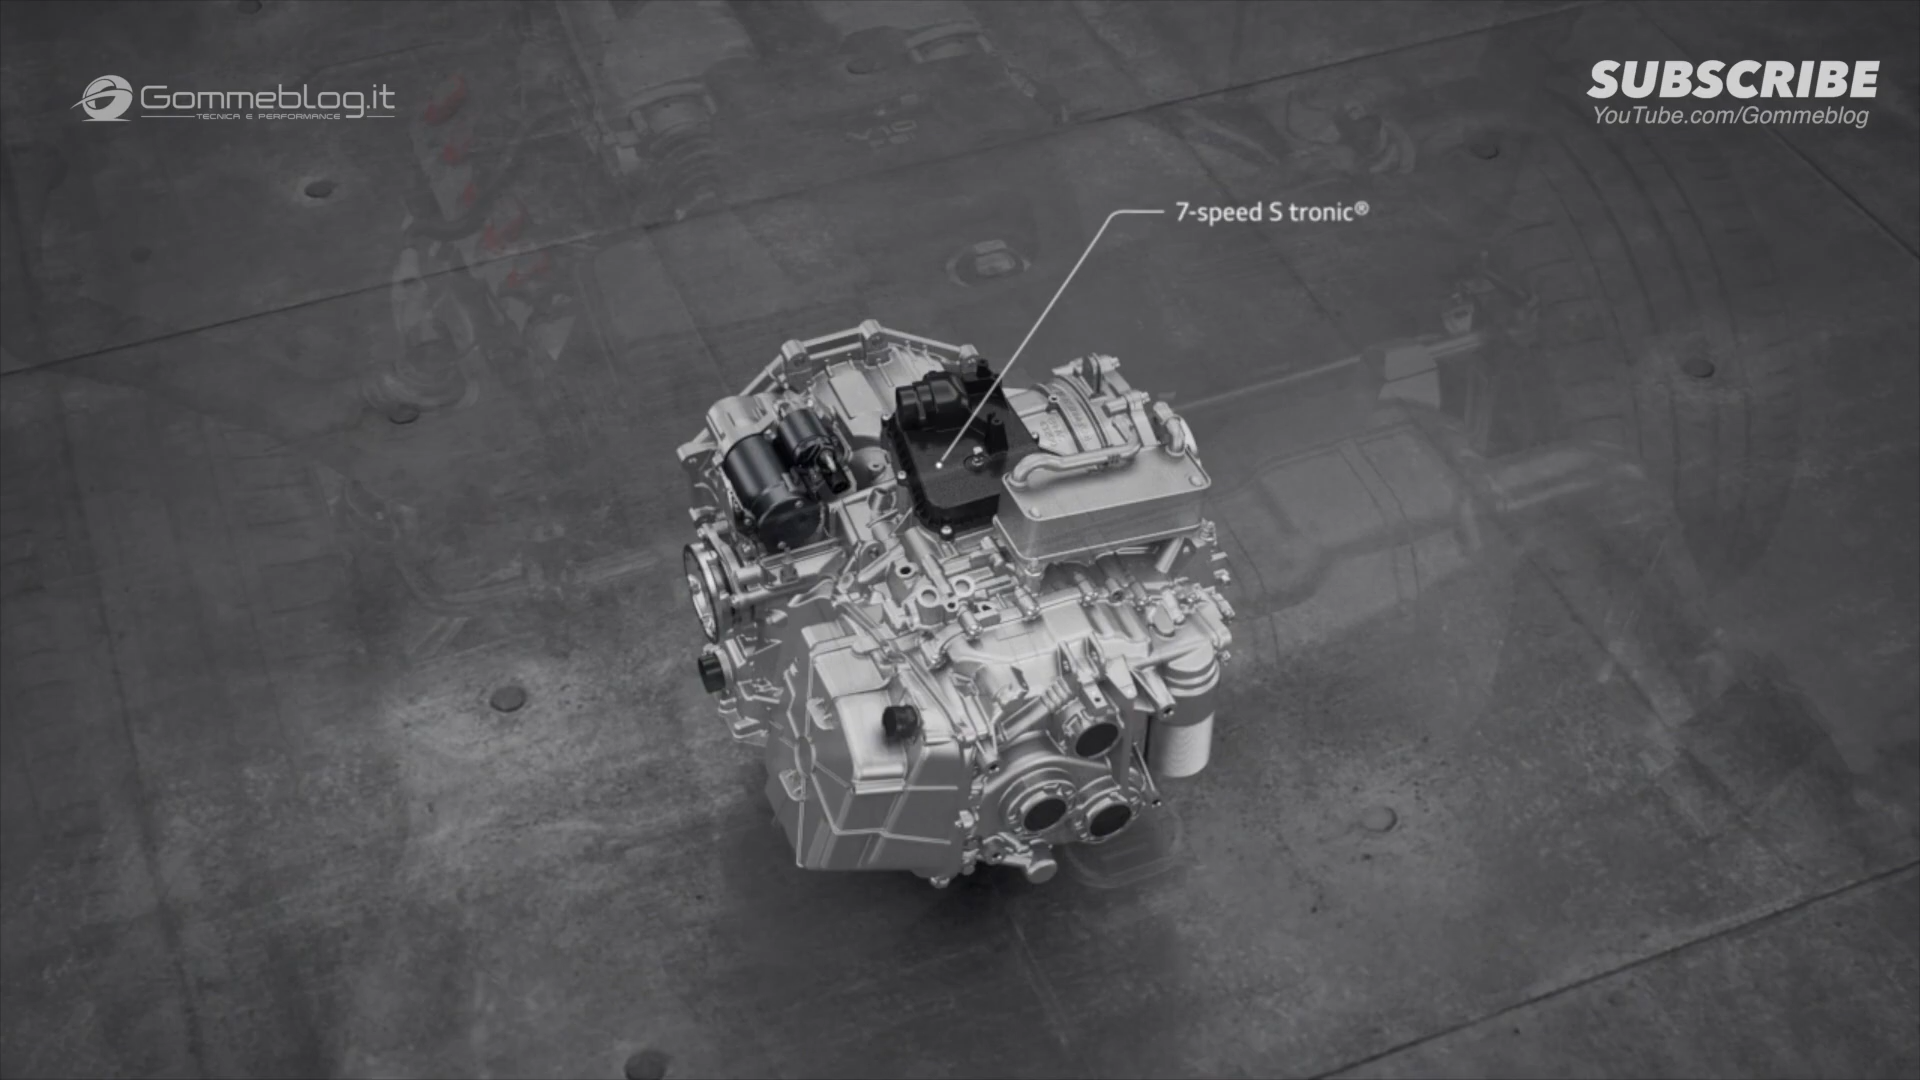 Gommeblog.it
TECNICA E PERFORMANCE
SUBSCRIBE
YouTube.com/Gommeblog
7-speed S tronic®